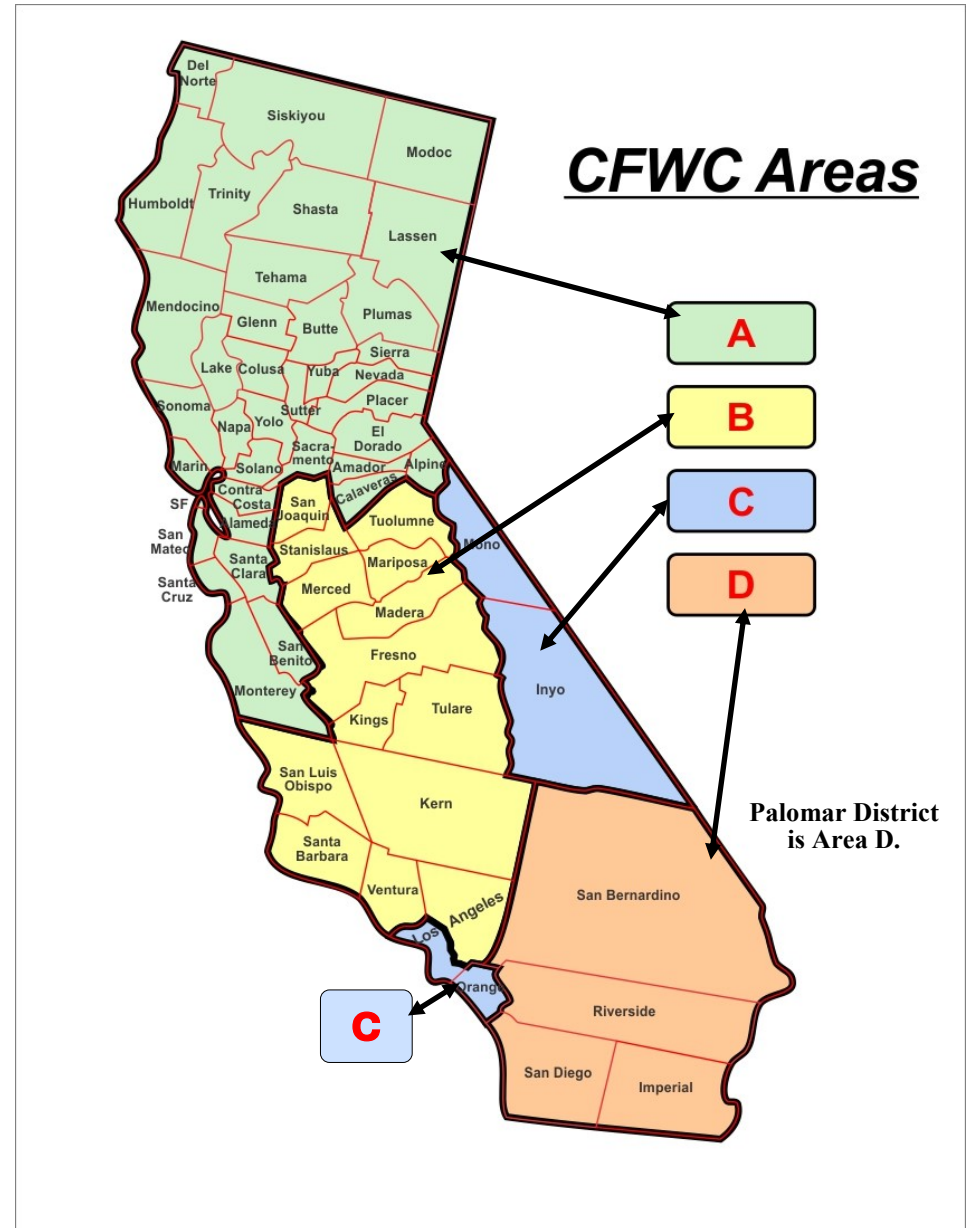 CFWC Areas
Del
Norte
Siskiyou
Modoc
Humboldt
Trinity
Shasta
Lassen
Tehama
Mendocino
Glenn
Butte
Plumas
A
Lake
Colusa
Yuba
Sierra
Nevada
Placer
Sonoma
Napa
Yolo
Sutter
El
Dorado
B
Marin
Solano
Sacra-
mento
Amador
Alpine
Calaveras
SF
Contra
Costa
Alameda
San
Joaquin
Tuolumne
C
San
Mateo
Santa
Clara
Stanislaus
Mariposa
Mono
Santa
Cruz
Merced
Madera
D
San
Benito
Fresno
Monterey
Kings
Tulare
Inyo
San Luis
Obispo
Kern
Palomar District
is Area D.
Santa
Barbara
Ventura
Los Angeles
San Bernardino
Orange
C
Riverside
San Diego
Imperial